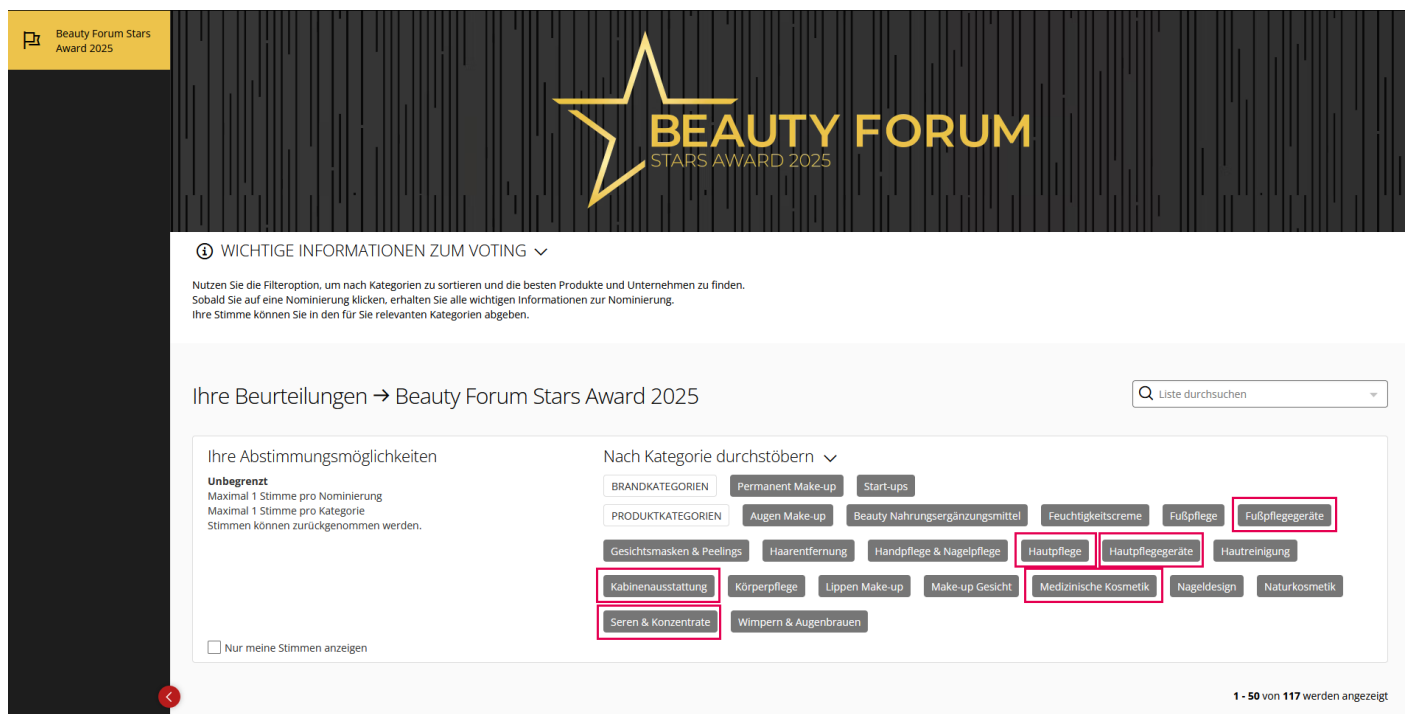 Beauty Forum Stars
Award 2025
BEAUTY FORUM
STARS AWARD 2025
WICHTIGE INFORMATIONEN ZUM VOTING
Nutzen Sie die Filteroption, um nach Kategorien zu sortieren und die besten Produkte und Unternehmen zu finden.
Sobald Sie auf eine Nominierung klicken, erhalten Sie alle wichtigen Informationen zur Nominierung.
Ihre Stimme können Sie in den für Sie relevanten Kategorien abgeben.
Ihre Beurteilungen → Beauty Forum Stars Award 2025
Liste durchsuchen
Ihre Abstimmungsmöglichkeiten
Unbegrenzt
Maximal 1 Stimme pro Nominierung
Maximal 1 Stimme pro Kategorie
Stimmen können zurückgenommen werden.
Nur meine Stimmen anzeigen
Nach Kategorie durchstöbern
BRANDKATEGORIEN Permanent Make-up Start-ups
PRODUKTKATEGORIEN Augen Make-up Beauty Nahrungsergänzungsmittel Feuchtigkeitscreme Fußpflege Fußpflegegeräte
Gesichtsmasken & Peelings Haarentfernung Handpflege & Nagelpflege Hautpflege Hautpflegegeräte Hautreinigung
Kabinenausstattung Körperpflege Lippen Make-up Make-up Gesicht Medizinische Kosmetik Nageldesign Naturkosmetik
Seren & Konzentrate Wimpern & Augenbrauen
1 - 50 von 117 werden angezeigt